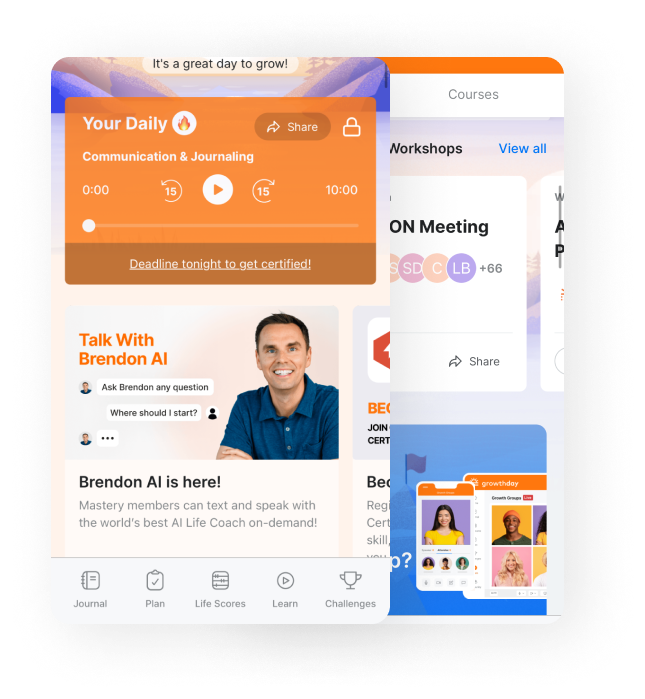 It's a great day to grow!
Your Daily
Share
Communication & Journaling
0:00
15
15
10:00
Deadline tonight to get certified!
Talk With
Brendon AI
Ask Brendon any question
Where should I start?
Brendon AI is here!
Mastery members can text and speak with
the world's best AI Life Coach on-demand!
BEC
JOIN
CERT
Bec
Regi
Cert
skill,
you
Journal
Plan
Life Scores
Learn
Challenges
Courses
Workshops
View all
ON Meeting
S
SD
C
LB
+66
Share
W
A
P
growthday
Growth Groups
p?